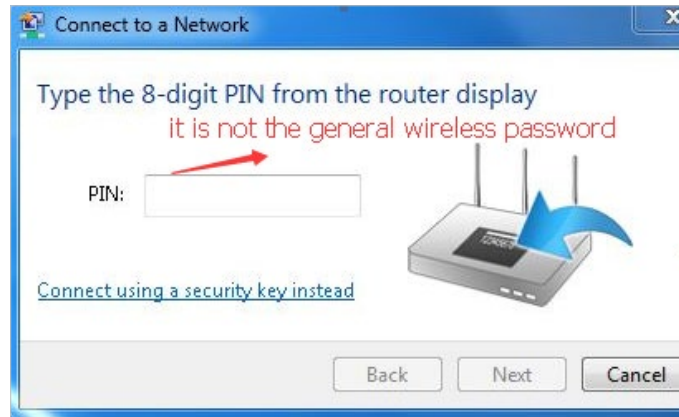 Connect to a Network
Type the 8-digit PIN from the router display
it is not the general wireless password
PIN:
12345670
Connect using a security key instead
Back Next Cancel